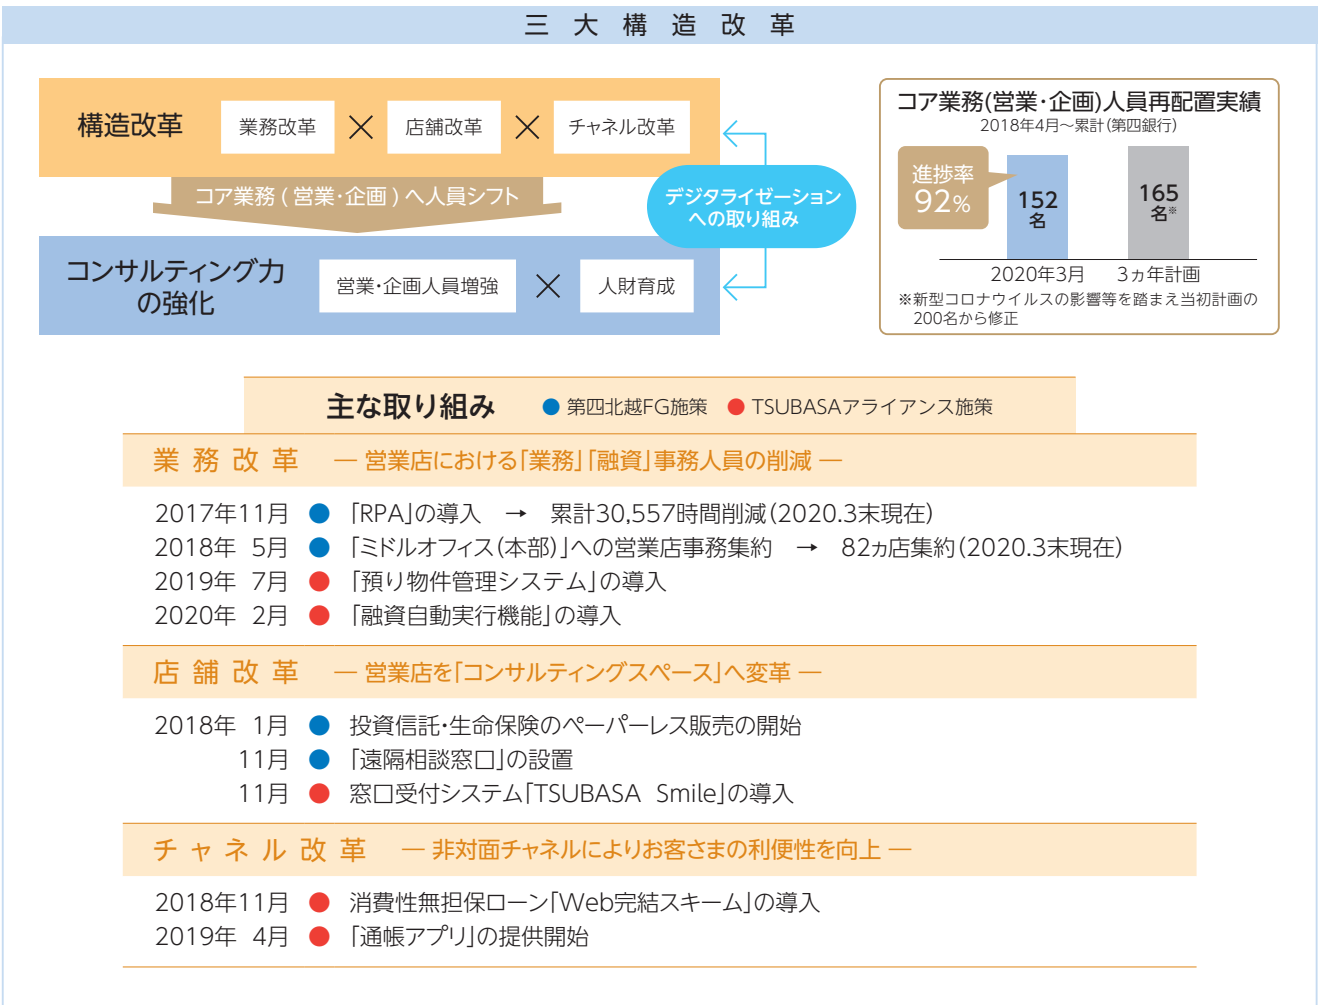 三大構造改革
構造改革
業務改革 × 店舗改革 × チャネル改革
コア業務(営業・企画)へ人員シフト
デジタライゼーション
への取り組み
コンサルティング力
の強化
営業・企画人員増強 × 人財育成
コア業務(営業・企画)人員再配置実績
2018年4月～累計(第四銀行)
進捗率
92%
152
名
165
名※
2020年3月 3ヵ年計画
※新型コロナウイルスの影響等を踏まえ当初計画の
200名から修正
主な取り組み ●第四北越FG施策 ●TSUBASAアライアンス施策
業務改革 ―営業店における「業務」「融資」事務人員の削減―
2017年11月 ● 「RPA」の導入 → 累計30,557時間削減(2020.3末現在)
2018年 5月 ● 「ミドルオフィス(本部)」への営業店事務集約 → 82ヵ店集約(2020.3末現在)
2019年 7月 ● 「預り物件管理システム」の導入
2020年 2月 ● 「融資自動実行機能」の導入
店舗改革 ―営業店を「コンサルティングスペース」へ変革―
2018年 1月 ● 投資信託・生命保険のペーパーレス販売の開始
11月 ● 「遠隔相談窓口」の設置
11月 ● 窓口受付システム「TSUBASA Smile」の導入
チャネル改革 ―非対面チャネルによりお客さまの利便性を向上―
2018年11月 ● 消費性無担保ローン「Web完結スキーム」の導入
2019年 4月 ● 「通帳アプリ」の提供開始